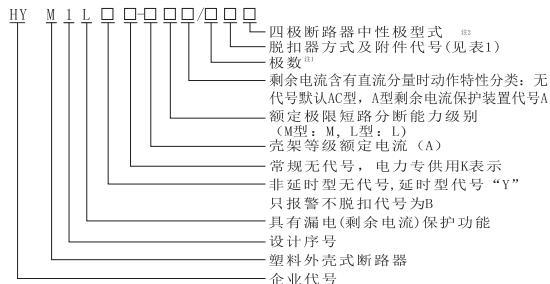 HY M1L□□-□□□/□□□
四极断路器中性极型式 注2
脱扣器方式及附件代号(见表1)
极数 注1
剩余电流含有直流分量时动作特性分类：无
代号默认AC型，A型剩余电流保护装置代号A
额定极限短路分断能力级别
（M型：M，L型：L）
壳架等级额定电流（A）
常规无代号，电力专供用K表示
非延时型无代号,延时型代号“Y”
只报警不脱扣代号为B
具有漏电(剩余电流)保护功能
设计序号
塑料外壳式断路器
企业代号